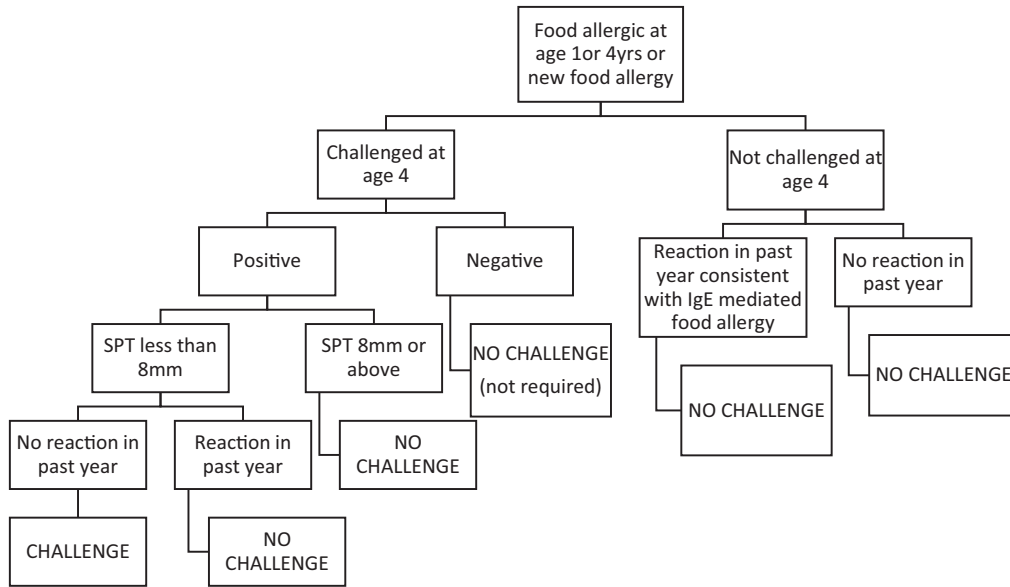 Food allergic at
age 1or 4yrs or
new food allergy
Challenged at
age 4
Not challenged at
age 4
Positive
Negative
Reaction in past
year consistent
with IgE mediated
food allergy
No reaction in
past year
SPT less than
8mm
SPT 8mm or
above
NO CHALLENGE
(not required)
NO CHALLENGE
NO CHALLENGE
No reaction in
past year
Reaction in
past year
NO
CHALLENGE
CHALLENGE
NO
CHALLENGE